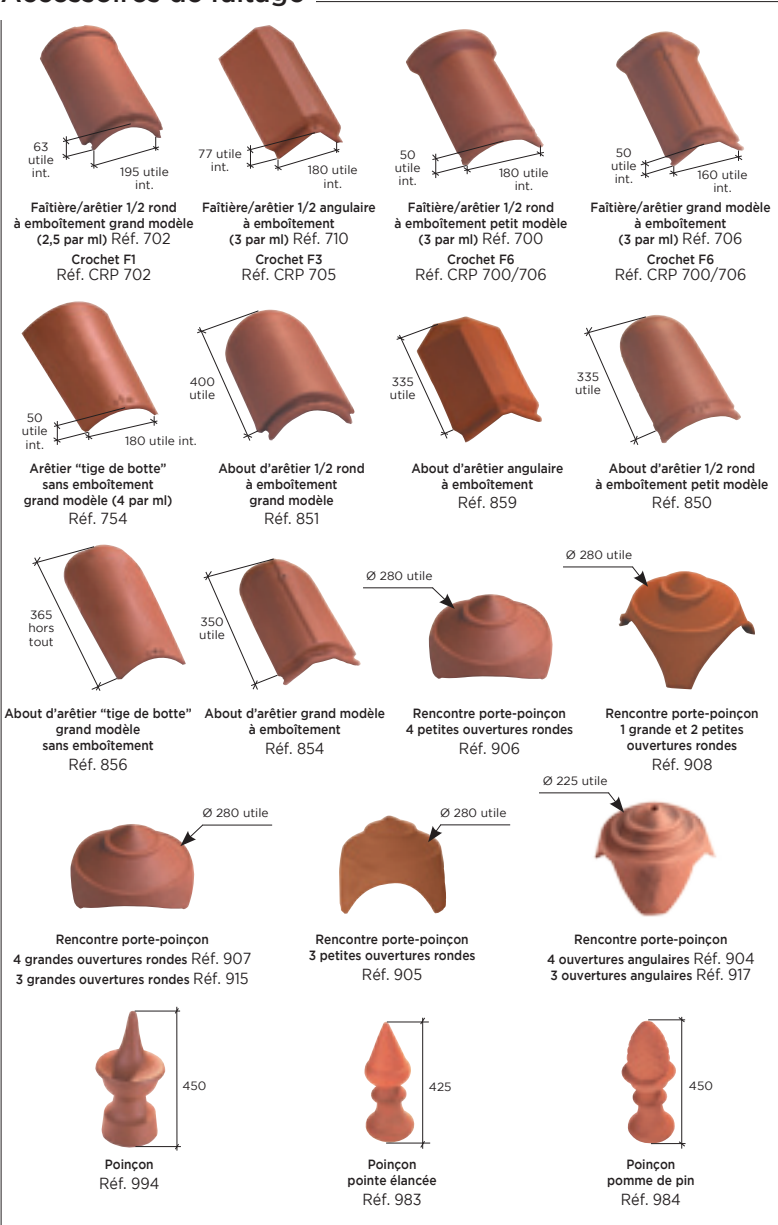 Accessoires de faîtage
63
utile
int.
195 utile
int.
Faîtière/arêtier 1/2 rond
à emboîtement grand modèle
(2,5 par ml) Réf. 702
Crochet F1
Réf. CRP 702
77 utile
int.
180 utile
int.
Faîtière/arêtier 1/2 angulaire
à emboîtement
(3 par ml) Réf. 710
Crochet F3
Réf. CRP 705
50
utile
int.
180 utile
int.
Faîtière/arêtier 1/2 rond
à emboîtement petit modèle
(3 par ml) Réf. 700
Crochet F6
Réf. CRP 700/706
50
utile
int.
160 utile
int.
Faîtière/arêtier grand modèle
à emboîtement
(3 par ml) Réf. 706
Crochet F6
Réf. CRP 700/706
50
utile
int.
180 utile int.
Arêtier “tige de botte”
sans emboîtement
grand modèle (4 par ml)
Réf. 754
400
utile
About d’arêtier 1/2 rond
à emboîtement
grand modèle
Réf. 851
335
utile
About d’arêtier angulaire
à emboîtement
Réf. 859
335
utile
About d’arêtier 1/2 rond
à emboîtement petit modèle
Réf. 850
365
hors
tout
About d’arêtier “tige de botte”
grand modèle
sans emboîtement
Réf. 856
350
utile
About d’arêtier grand modèle
à emboîtement
Réf. 854
Ø 280 utile
Rencontre porte-poinçon
4 petites ouvertures rondes
Réf. 906
Ø 280 utile
Rencontre porte-poinçon
1 grande et 2 petites
ouvertures rondes
Réf. 908
Ø 280 utile
Rencontre porte-poinçon
4 grandes ouvertures rondes Réf. 907
3 grandes ouvertures rondes Réf. 915
Ø 280 utile
Rencontre porte-poinçon
3 petites ouvertures rondes
Réf. 905
Ø 225 utile
Rencontre porte-poinçon
4 ouvertures angulaires Réf. 904
3 ouvertures angulaires Réf. 917
450
Poinçon
Réf. 994
425
Poinçon
pointe élancée
Réf. 983
450
Poinçon
pomme de pin
Réf. 984